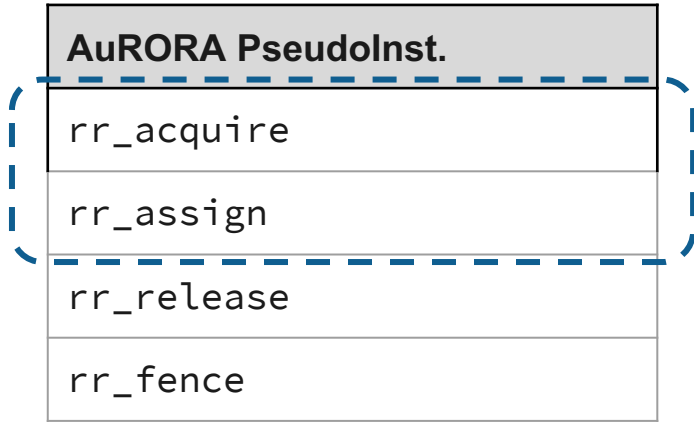 AuRORA PseudoInst.
rr_acquire
rr_assign
rr_release
rr_fence